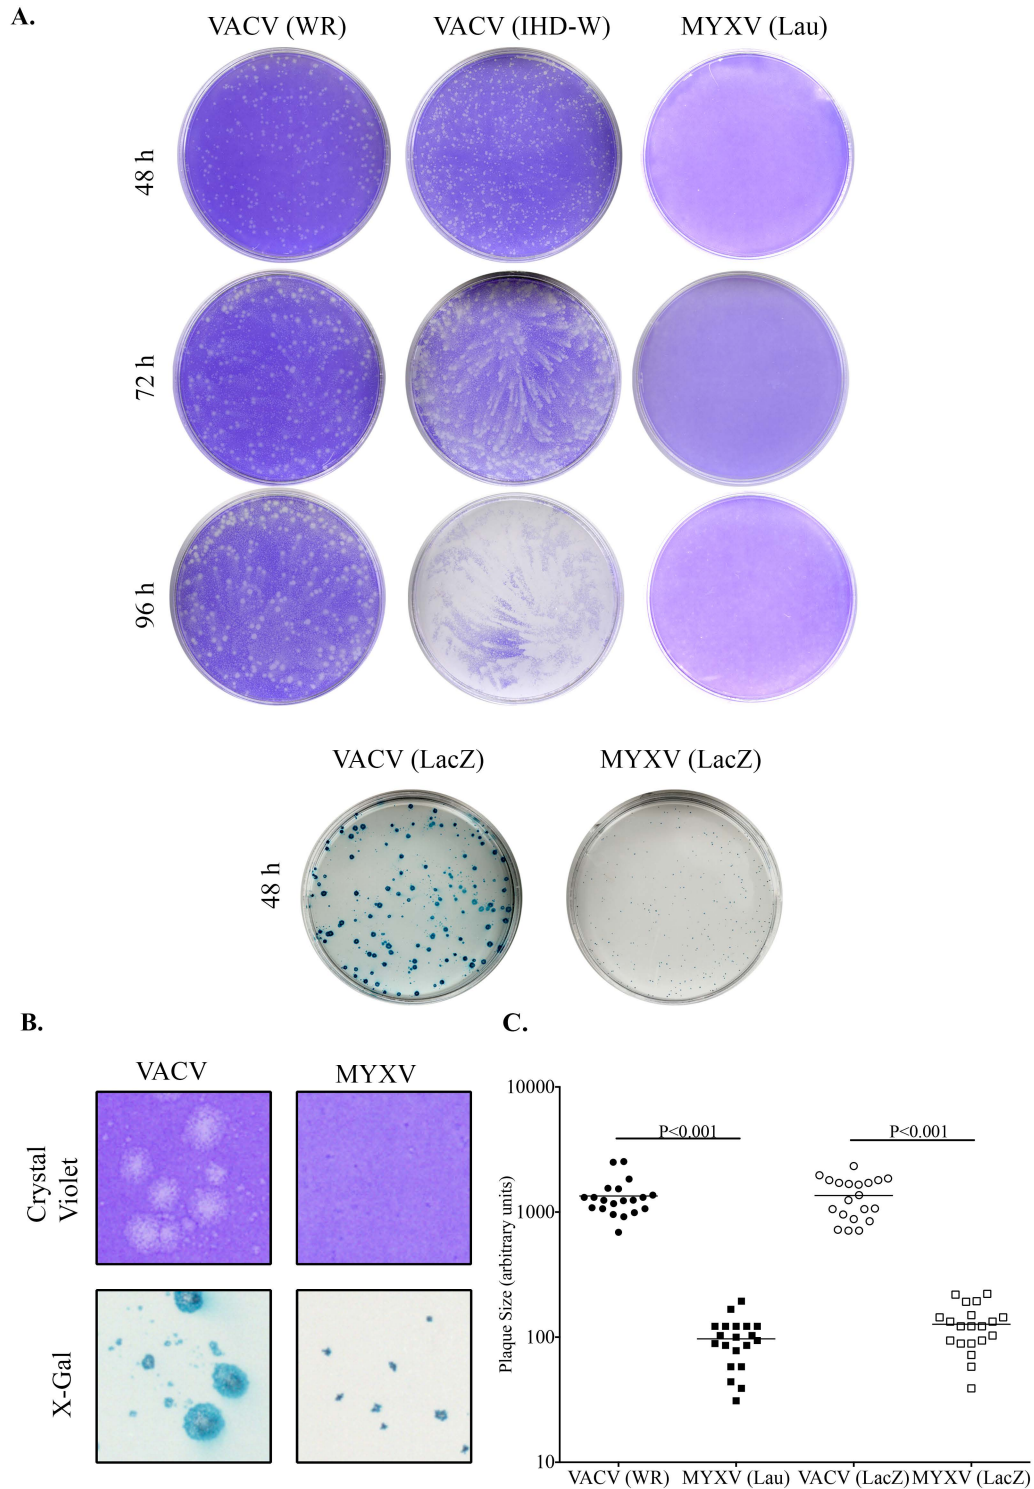 A.
VACV (WR)
VACV (IHD-W)
MYXV (Lau)
48 h
72 h
96 h
VACV (LacZ)
MYXV (LacZ)
48 h
B.
VACV
MYXV
Crystal
Violet
X-Gal
C.
Plaque Size (arbitrary units)
10000
1000
100
10
P<0.001
P<0.001
VACV (WR)
MYXV (Lau)
VACV (LacZ)
MYXV (LacZ)